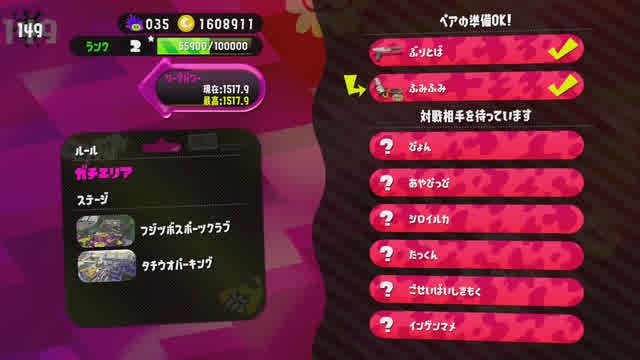 149
035
1608911
ランク 2
55900/100000
リーグパワー
現在:1517.9
最高:1517.9
ルール
ガチエリア
ステージ
フジツボスポーツクラブ
タチウオパーキング
ペアの準備OK!
ぷりとば
ふみふみ
対戦相手を待っています
? ぴょん
? あやぴっぴ
? シロイルカ
? たっくん
? ごせいばいしきもく
? インゲンマメ